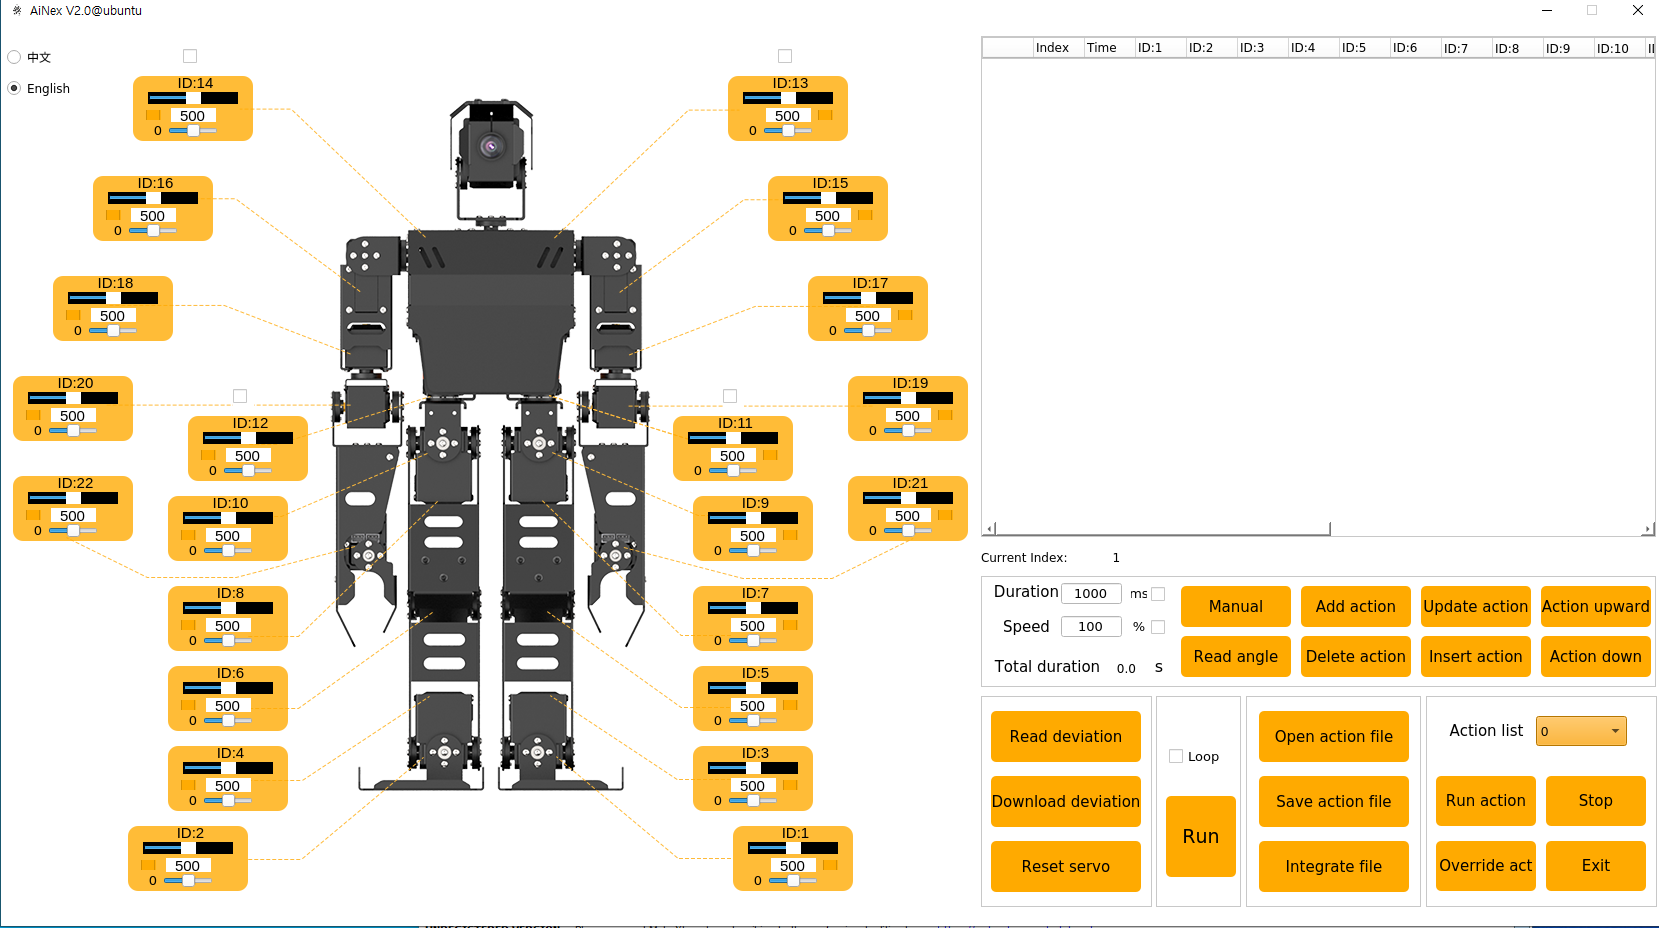 AiNex V2.0@ubuntu
中文
English
ID:14
500
0
ID:13
500
0
ID:16
500
0
ID:15
500
0
ID:18
500
0
ID:17
500
0
ID:20
500
0
ID:19
500
0
ID:12
500
0
ID:11
500
0
ID:22
500
0
ID:21
500
0
ID:10
500
0
ID:9
500
0
ID:8
500
0
ID:7
500
0
ID:6
500
0
ID:5
500
0
ID:4
500
0
ID:3
500
0
ID:2
500
0
ID:1
500
0
Index Time ID:1 ID:2 ID:3 ID:4 ID:5 ID:6 ID:7 ID:8 ID:9 ID:10
Current Index: 1
Duration 1000 ms
Speed 100 %
Total duration 0.0 s
Manual Add action Update action Action upward
Read angle Delete action Insert action Action down
Read deviation
Download deviation
Reset servo
Loop
Run
Open action file
Save action file
Integrate file
Action list 0
Run action Stop
Override act Exit